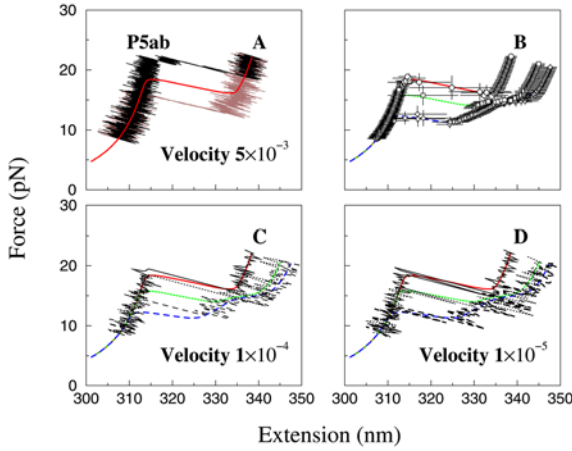 30
P5ab
A
B
20
10
Velocity 5×10⁻³
0
Force (pN)
30
C
D
20
10
Velocity 1×10⁻⁴
Velocity 1×10⁻⁵
0
300 310 320 330 340 350 310 320 330 340 350
Extension (nm)